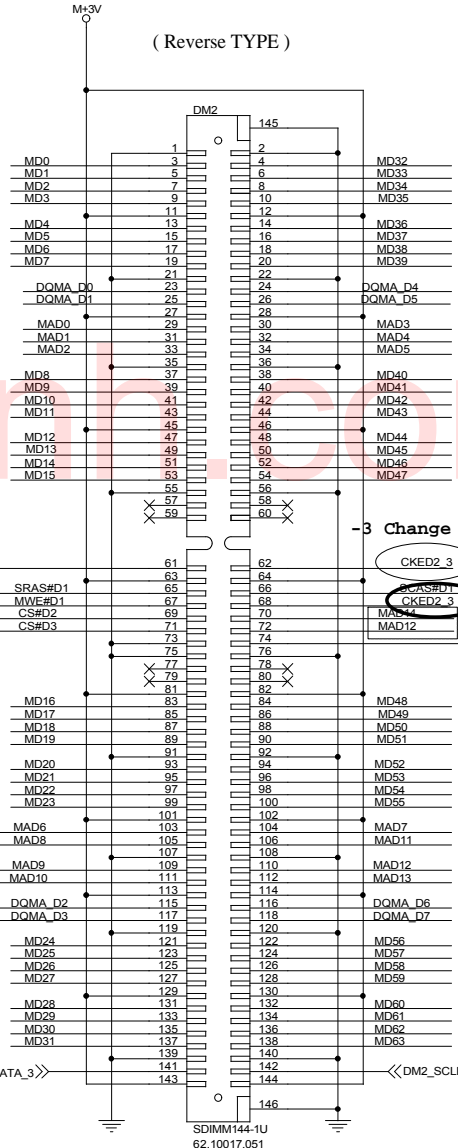 M+3V
( Reverse TYPE )
DM2
145
1 2
MD0 3 4 MD32
MD1 5 6 MD33
MD2 7 8 MD34
MD3 9 10 MD35
11 12
MD4 13 14 MD36
MD5 15 16 MD37
MD6 17 18 MD38
MD7 19 20 MD39
21 22
DQMA_D0 23 24 DQMA_D4
DQMA_D1 25 26 DQMA_D5
27 28
MAD0 29 30 MAD3
MAD1 31 32 MAD4
MAD2 33 34 MAD5
35 36
MD8 37 38 MD40
MD9 39 40 MD41
MD10 41 42 MD42
MD11 43 44 MD43
nh.co
45 46
MD12 47 48 MD44
MD13 49 50 MD45
MD14 51 52 MD46
MD15 53 54 MD47
55 56
57 58
59 60
-3 Change
61 62 CKED2_3
63 64
SRAS#D1 65 66 SCAS#D1
MWE#D1 67 68 CKED2_3
CS#D2 69 70 MAD14
CS#D3 71 72 MAD12
73 74
75 76
77 78
79 80
81 82
MD16 83 84 MD48
MD17 85 86 MD49
MD18 87 88 MD50
MD19 89 90 MD51
91 92
MD20 93 94 MD52
MD21 95 96 MD53
MD22 97 98 MD54
MD23 99 100 MD55
101 102
MAD6 103 104 MAD7
MAD8 105 106 MAD11
107 108
MAD9 109 110 MAD12
MAD10 111 112 MAD13
113 114
DQMA_D2 115 116 DQMA_D6
DQMA_D3 117 118 DQMA_D7
119 120
MD24 121 122 MD56
MD25 123 124 MD57
MD26 125 126 MD58
MD27 127 128 MD59
129 130
MD28 131 132 MD60
MD29 133 134 MD61
MD30 135 136 MD62
MD31 137 138 MD63
139 140
ATA_3 141 142 DM2_SCL
143 144
146
SDIMM144-1U
62.10017.051